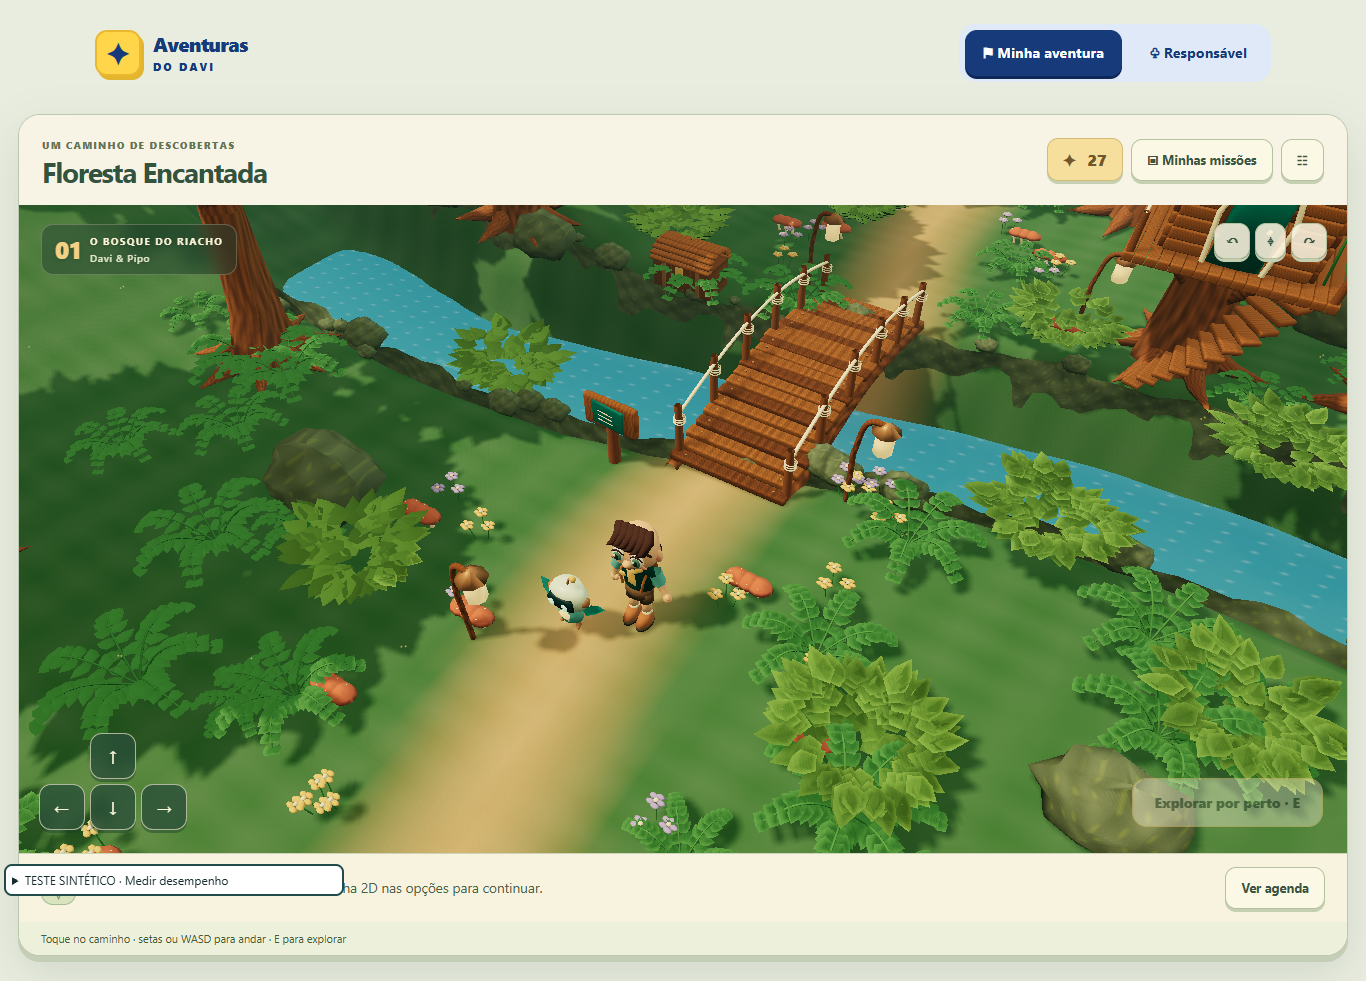 Aventuras
DO DAVI
Minha aventura
Responsável
UM CAMINHO DE DESCOBERTAS
Floresta Encantada
27
Minhas missões
01
O BOSQUE DO RIACHO
Davi & Pipo
Explorar por perto · E
TESTE SINTÉTICO · Medir desempenho
2D nas opções para continuar.
Ver agenda
Toque no caminho · setas ou WASD para andar · E para explorar